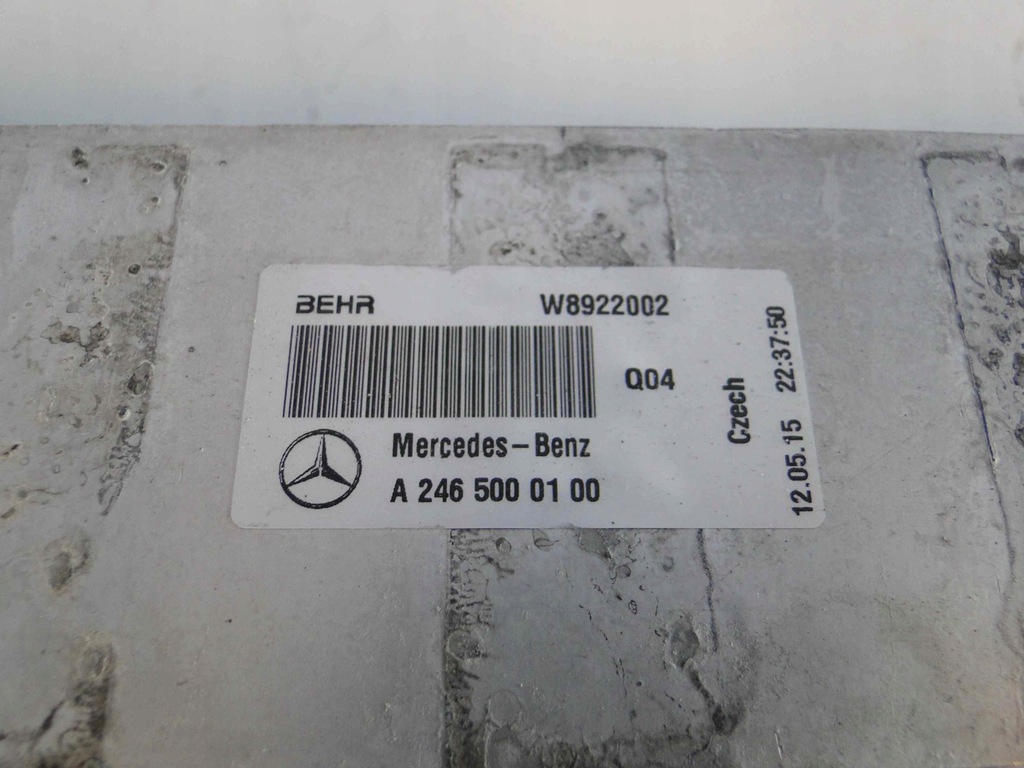 BEHR W8922002
Q04
Mercedes-Benz
A 246 500 01 00
Czech
12.05.15 22:37:50